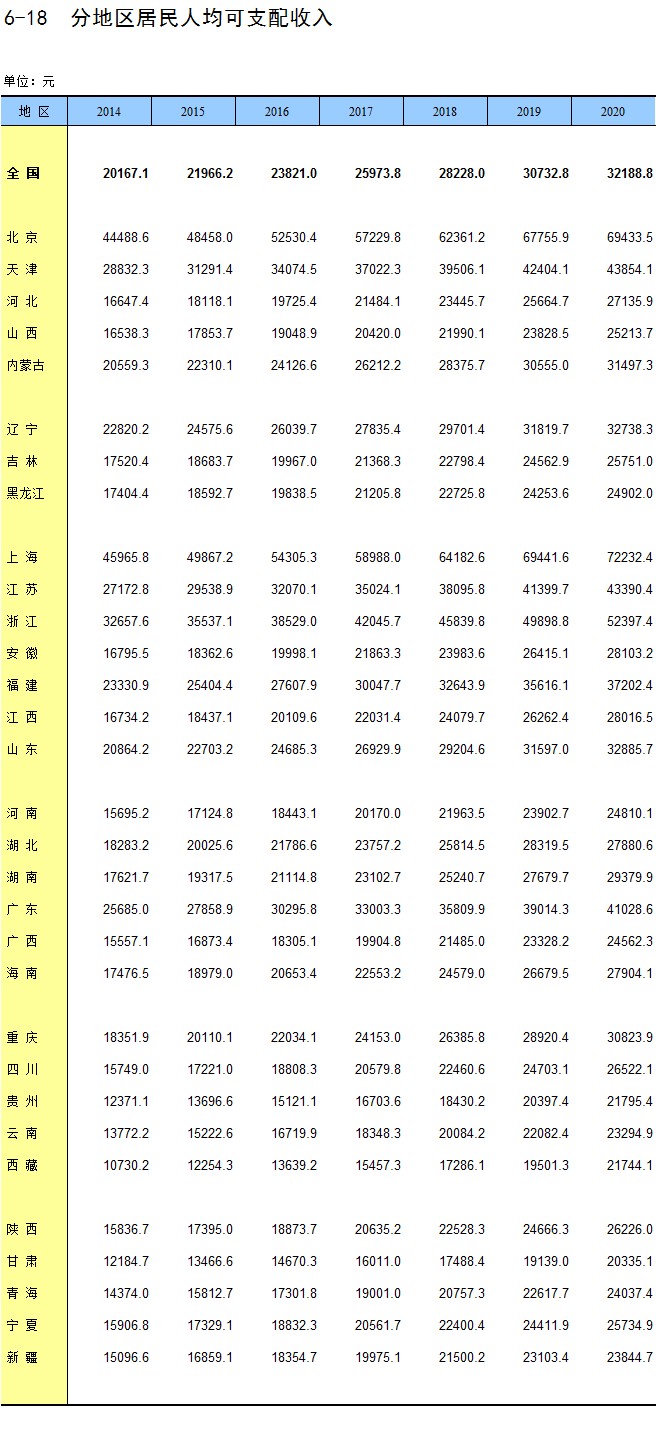 6-18 分地区居民人均可支配收入
单位：元
地 区 2014 2015 2016 2017 2018 2019 2020
全 国 20167.1 21966.2 23821.0 25973.8 28228.0 30732.8 32188.8
北 京 44488.6 48458.0 52530.4 57229.8 62361.2 67755.9 69433.5
天 津 28832.3 31291.4 34074.5 37022.3 39506.1 42404.1 43854.1
河 北 16647.4 18118.1 19725.4 21484.1 23445.7 25664.7 27135.9
山 西 16538.3 17853.7 19048.9 20420.0 21990.1 23828.5 25213.7
内蒙古 20559.3 22310.1 24126.6 26212.2 28375.7 30555.0 31497.3
辽 宁 22820.2 24575.6 26039.7 27835.4 29701.4 31819.7 32738.3
吉 林 17520.4 18683.7 19967.0 21368.3 22798.4 24562.9 25751.0
黑龙江 17404.4 18592.7 19838.5 21205.8 22725.8 24253.6 24902.0
上 海 45965.8 49867.2 54305.3 58988.0 64182.6 69441.6 72232.4
江 苏 27172.8 29538.9 32070.1 35024.1 38095.8 41399.7 43390.4
浙 江 32657.6 35537.1 38529.0 42045.7 45839.8 49898.8 52397.4
安 徽 16795.5 18362.6 19998.1 21863.3 23983.6 26415.1 28103.2
福 建 23330.9 25404.4 27607.9 30047.7 32643.9 35616.1 37202.4
江 西 16734.2 18437.1 20109.6 22031.4 24079.7 26262.4 28016.5
山 东 20864.2 22703.2 24685.3 26929.9 29204.6 31597.0 32885.7
河 南 15695.2 17124.8 18443.1 20170.0 21963.5 23902.7 24810.1
湖 北 18283.2 20025.6 21786.6 23757.2 25814.5 28319.5 27880.6
湖 南 17621.7 19317.5 21114.8 23102.7 25240.7 27679.7 29379.9
广 东 25685.0 27858.9 30295.8 33003.3 35809.9 39014.3 41028.6
广 西 15557.1 16873.4 18305.1 19904.8 21485.0 23328.2 24562.3
海 南 17476.5 18979.0 20653.4 22553.2 24579.0 26679.5 27904.1
重 庆 18351.9 20110.1 22034.1 24153.0 26385.8 28920.4 30823.9
四 川 15749.0 17221.0 18808.3 20579.8 22460.6 24703.1 26522.1
贵 州 12371.1 13696.6 15121.1 16703.6 18430.2 20397.4 21795.4
云 南 13772.2 15222.6 16719.9 18348.3 20084.2 22082.4 23294.9
西 藏 10730.2 12254.3 13639.2 15457.3 17286.1 19501.3 21744.1
陕 西 15836.7 17395.0 18873.7 20635.2 22528.3 24666.3 26226.0
甘 肃 12184.7 13466.6 14670.3 16011.0 17488.4 19139.0 20335.1
青 海 14374.0 15812.7 17301.8 19001.0 20757.3 22617.7 24037.4
宁 夏 15906.8 17329.1 18832.3 20561.7 22400.4 24411.9 25734.9
新 疆 15096.6 16859.1 18354.7 19975.1 21500.2 23103.4 23844.7